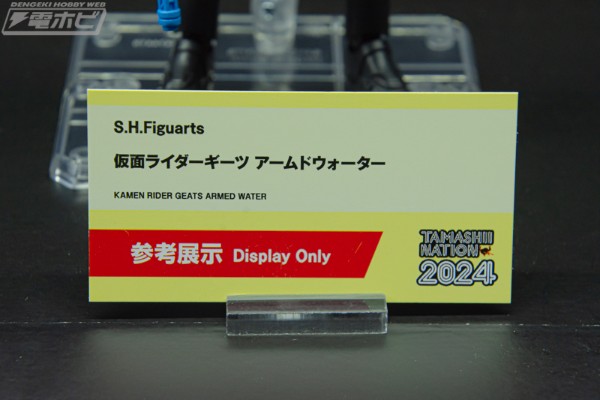 DENGEKI HOBBY WEB
電ホビ
S.H.Figuarts
仮面ライダーギーツ アームドウォーター
KAMEN RIDER GEATS ARMED WATER
参考展示 Display Only
TAMASHII
NATION
2024